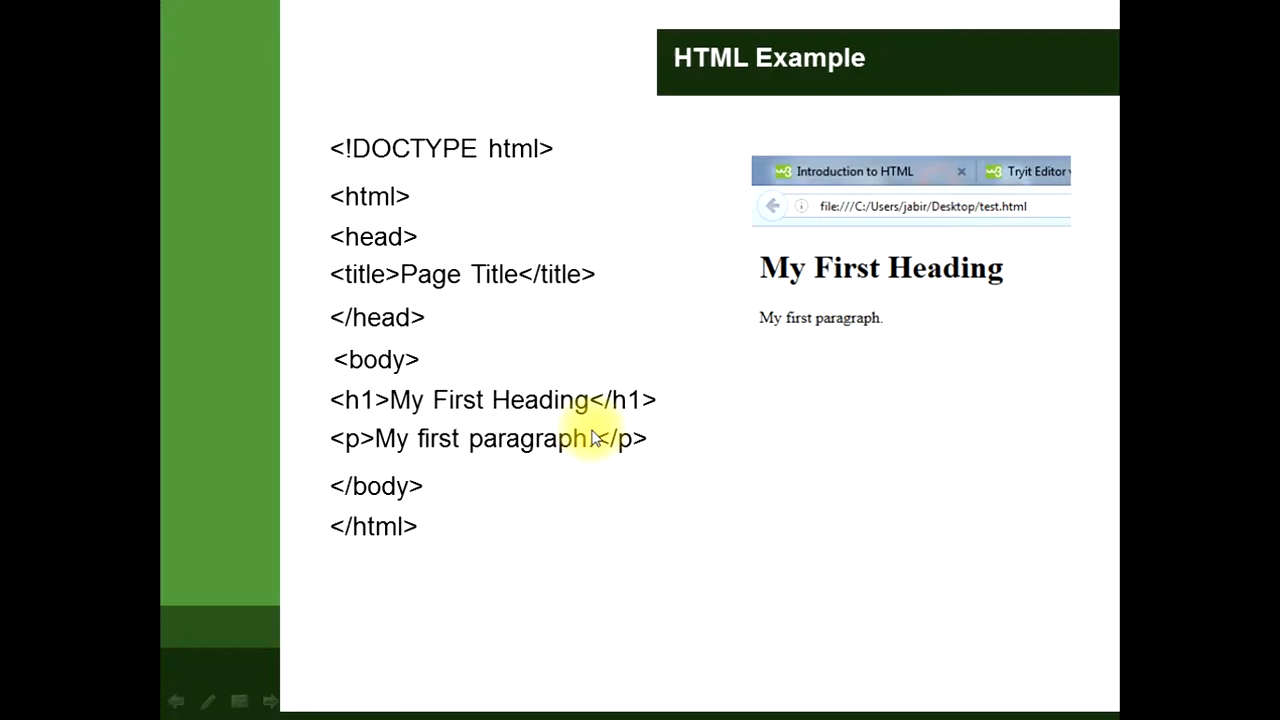 HTML Example
<!DOCTYPE html>
<html>
<head>
<title>Page Title</title>
</head>
<body>
<h1>My First Heading</h1>
<p>My first paragraph.</p>
</body>
</html>
Introduction to HTML
Tryit Editor
file:///C:/Users/jabir/Desktop/test.html
My First Heading
My first paragraph.